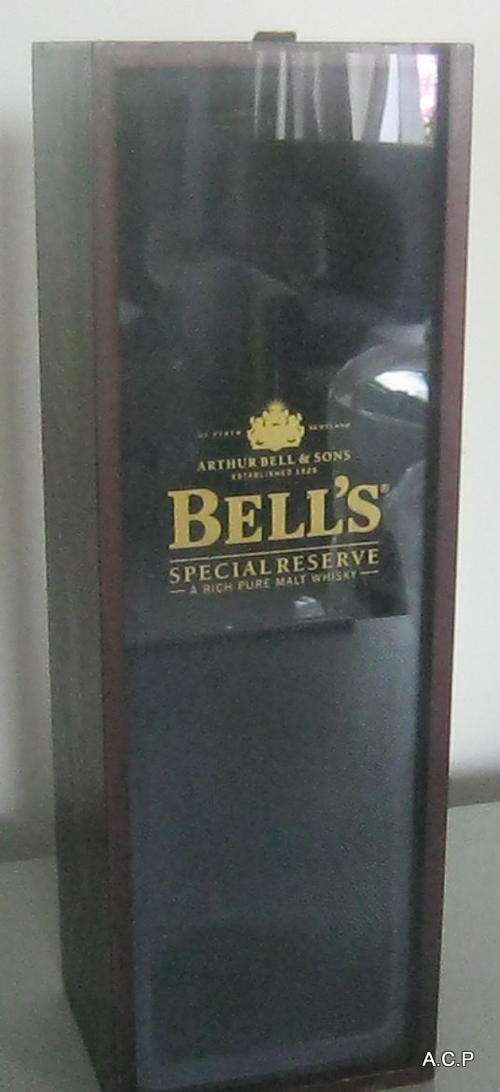 OF PERTH SCOTLAND
ARTHUR BELL & SONS
ESTABLISHED 1825
BELL'S®
SPECIAL RESERVE
— A RICH PURE MALT WHISKY —
A.C.P